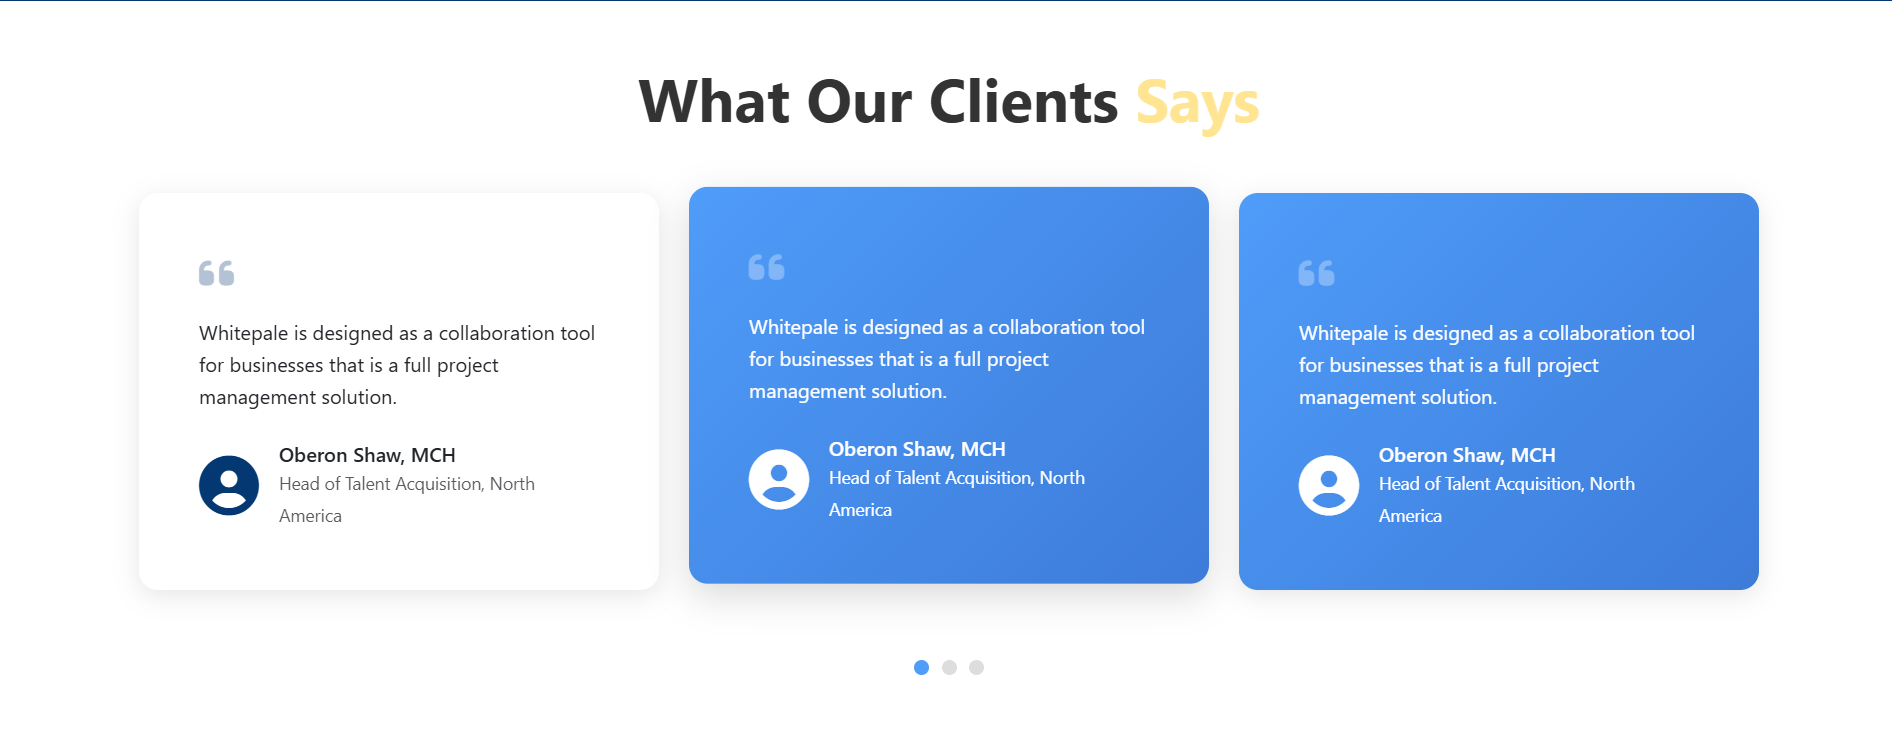 What Our Clients Says
Whitepale is designed as a collaboration tool
for businesses that is a full project
management solution.
Oberon Shaw, MCH
Head of Talent Acquisition, North
America
Whitepale is designed as a collaboration tool
for businesses that is a full project
management solution.
Oberon Shaw, MCH
Head of Talent Acquisition, North
America
Whitepale is designed as a collaboration tool
for businesses that is a full project
management solution.
Oberon Shaw, MCH
Head of Talent Acquisition, North
America